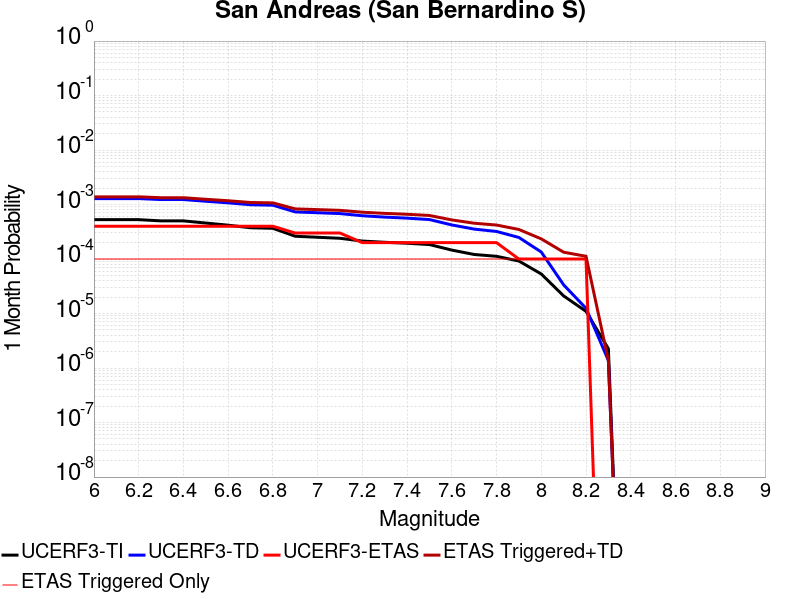 San Andreas (San Bernardino S)
10^0
10^-1
10^-2
10^-3
10^-4
10^-5
10^-6
10^-7
10^-8
1 Month Probability
6 6.2 6.4 6.6 6.8 7 7.2 7.4 7.6 7.8 8 8.2 8.4 8.6 8.8 9
Magnitude
UCERF3-TI UCERF3-TD UCERF3-ETAS ETAS Triggered+TD
ETAS Triggered Only